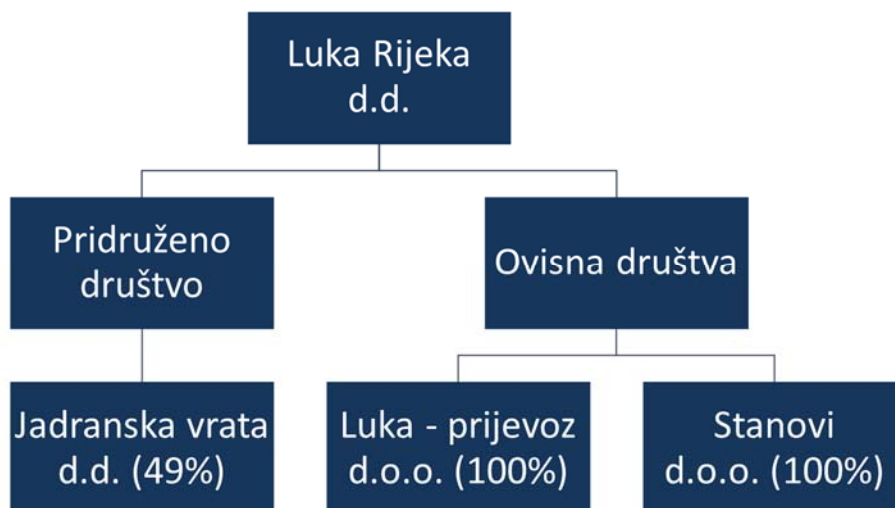 Luka Rijeka
d.d.
Pridruženo
društvo
Ovisna društva
Jadranska vrata
d.d. (49%)
Luka - prijevoz
d.o.o. (100%)
Stanovi
d.o.o. (100%)